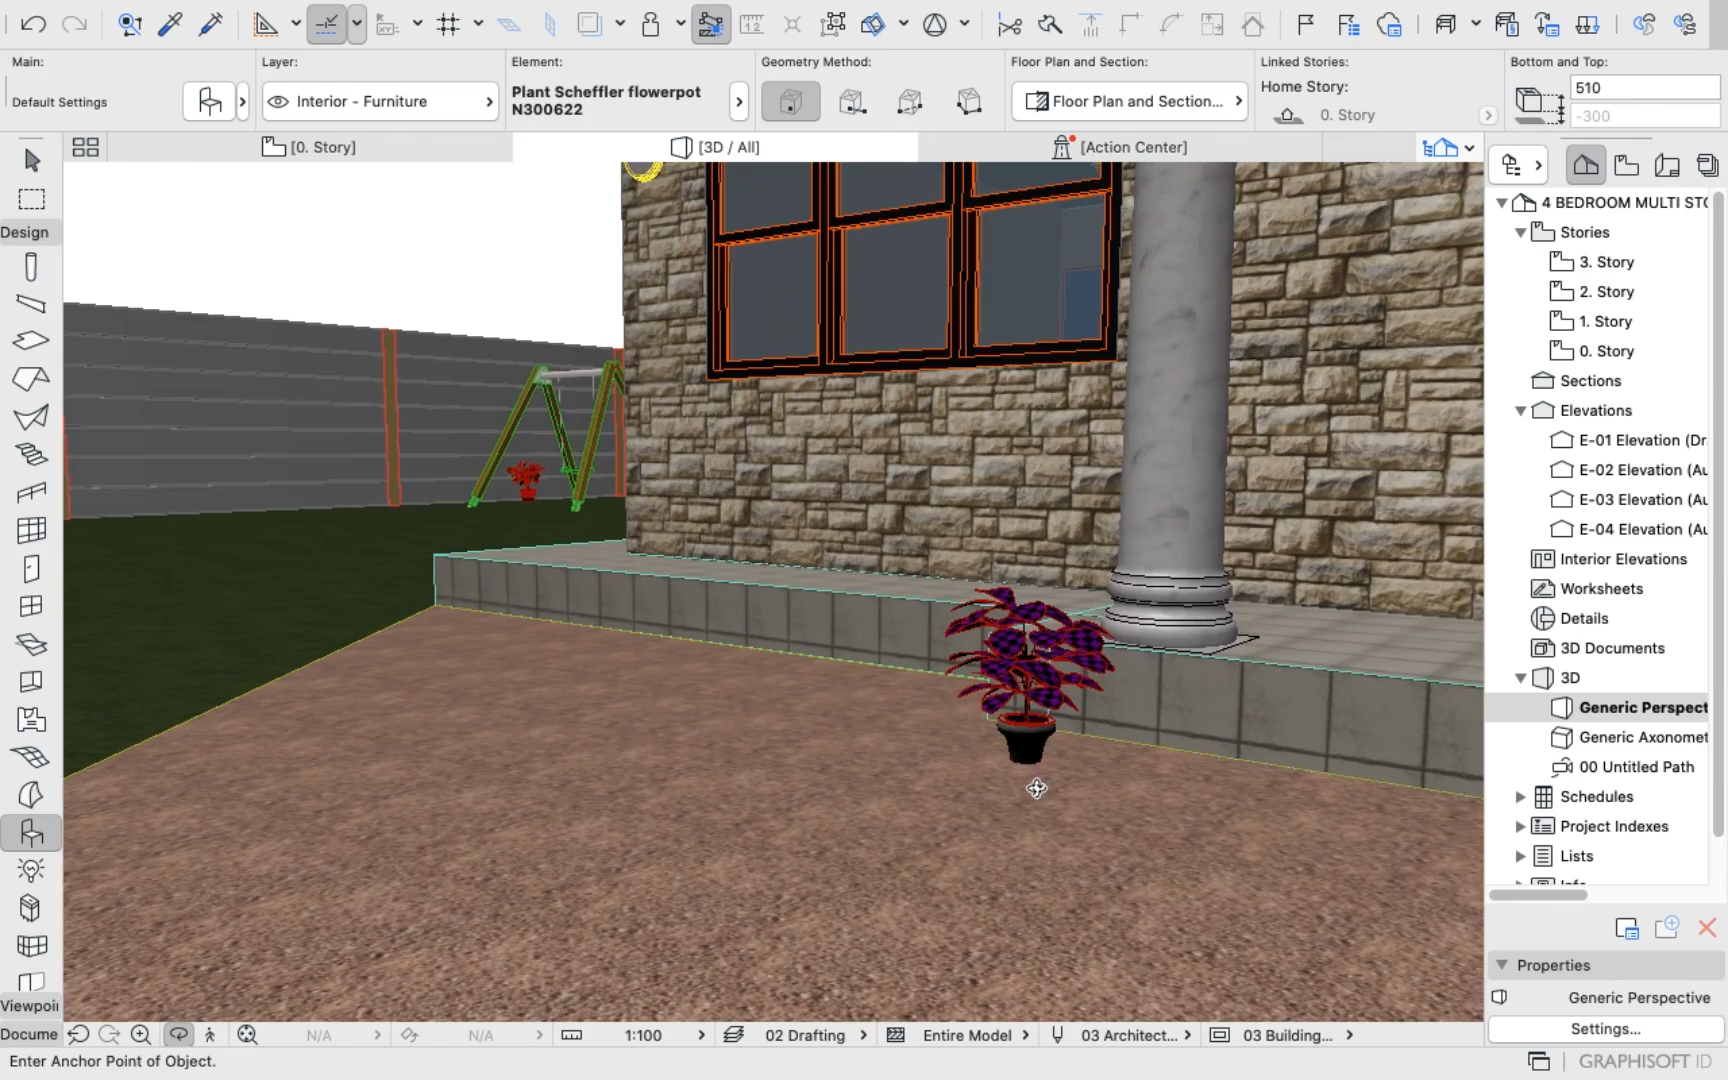 Main:
Layer:
Element:
Geometry Method:
Floor Plan and Section:
Linked Stories:
Bottom and Top:
Default Settings
Interior - Furniture
Plant Scheffler flowerpot
N300622
Floor Plan and Section...
Home Story:
0. Story
510
-300
[0. Story]
[3D / All]
[Action Center]
Design
4 BEDROOM MULTI STO
Stories
3. Story
2. Story
1. Story
0. Story
Sections
Elevations
E-01 Elevation (Dr
E-02 Elevation (Au
E-03 Elevation (Au
E-04 Elevation (Au
Interior Elevations
Worksheets
Details
3D Documents
3D
Generic Perspect
Generic Axonomet
00 Untitled Path
Schedules
Project Indexes
Lists
Properties
Generic Perspective
Settings...
Viewpoi
Docume
N/A
N/A
1:100
02 Drafting
Entire Model
03 Architect...
03 Building...
Enter Anchor Point of Object.
GRAPHISOFT ID